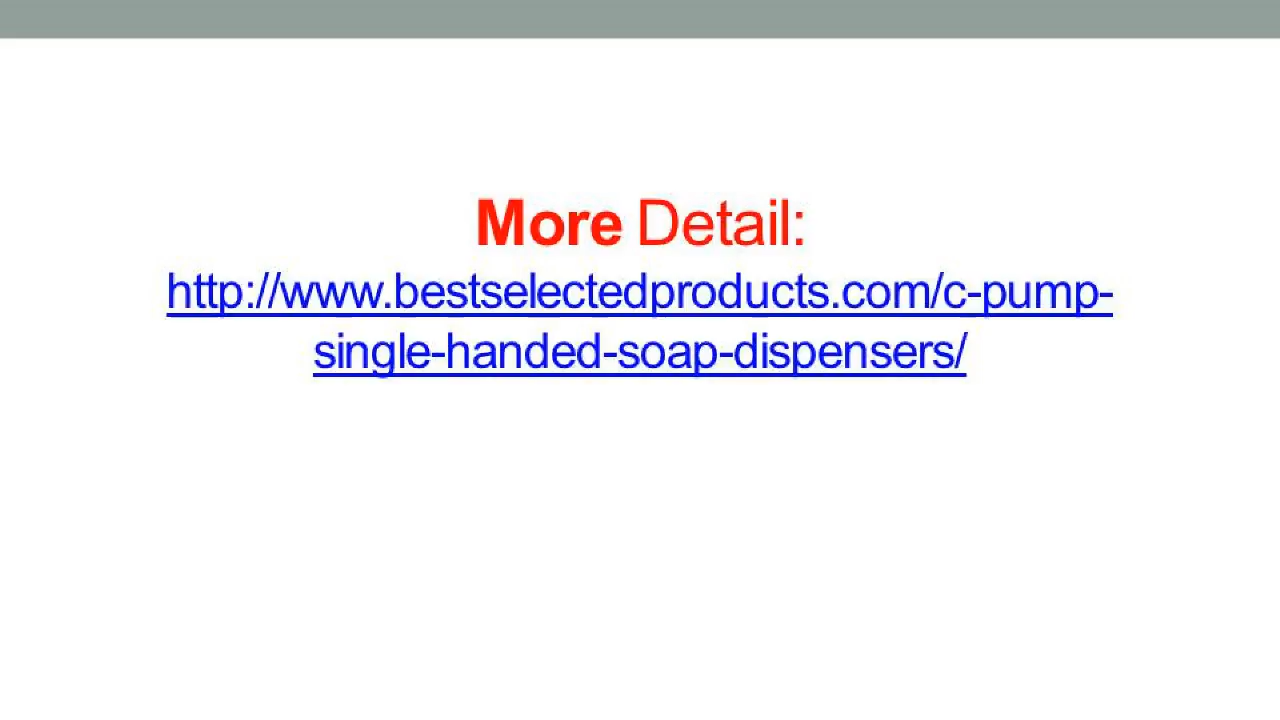 More Detail:
http://www.bestselectedproducts.com/c-pump-
single-handed-soap-dispensers/